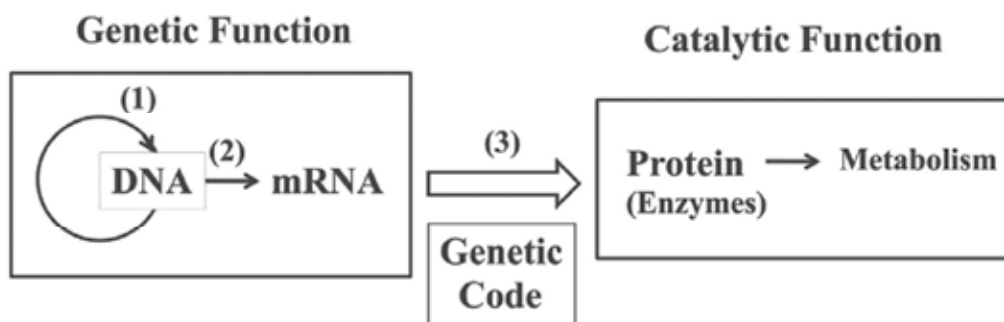 Genetic Function
Catalytic Function
(1)
(2)
DNA
mRNA
(3)
Genetic
Code
Protein
(Enzymes)
Metabolism